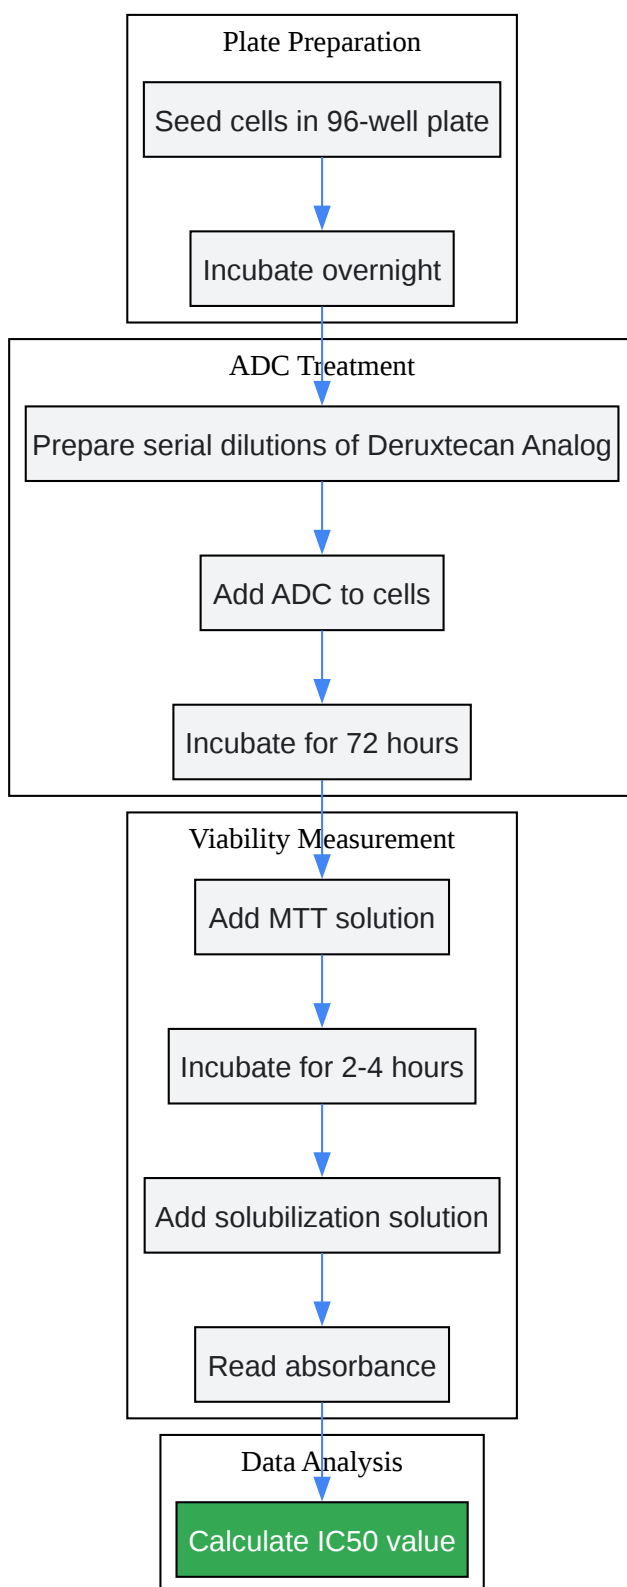 Plate Preparation
Seed cells in 96-well plate
Incubate overnight
ADC Treatment
Prepare serial dilutions of Deruxtecan Analog
Add ADC to cells
Incubate for 72 hours
Viability Measurement
Add MTT solution
Incubate for 2-4 hours
Add solubilization solution
Read absorbance
Data Analysis
Calculate IC50 value